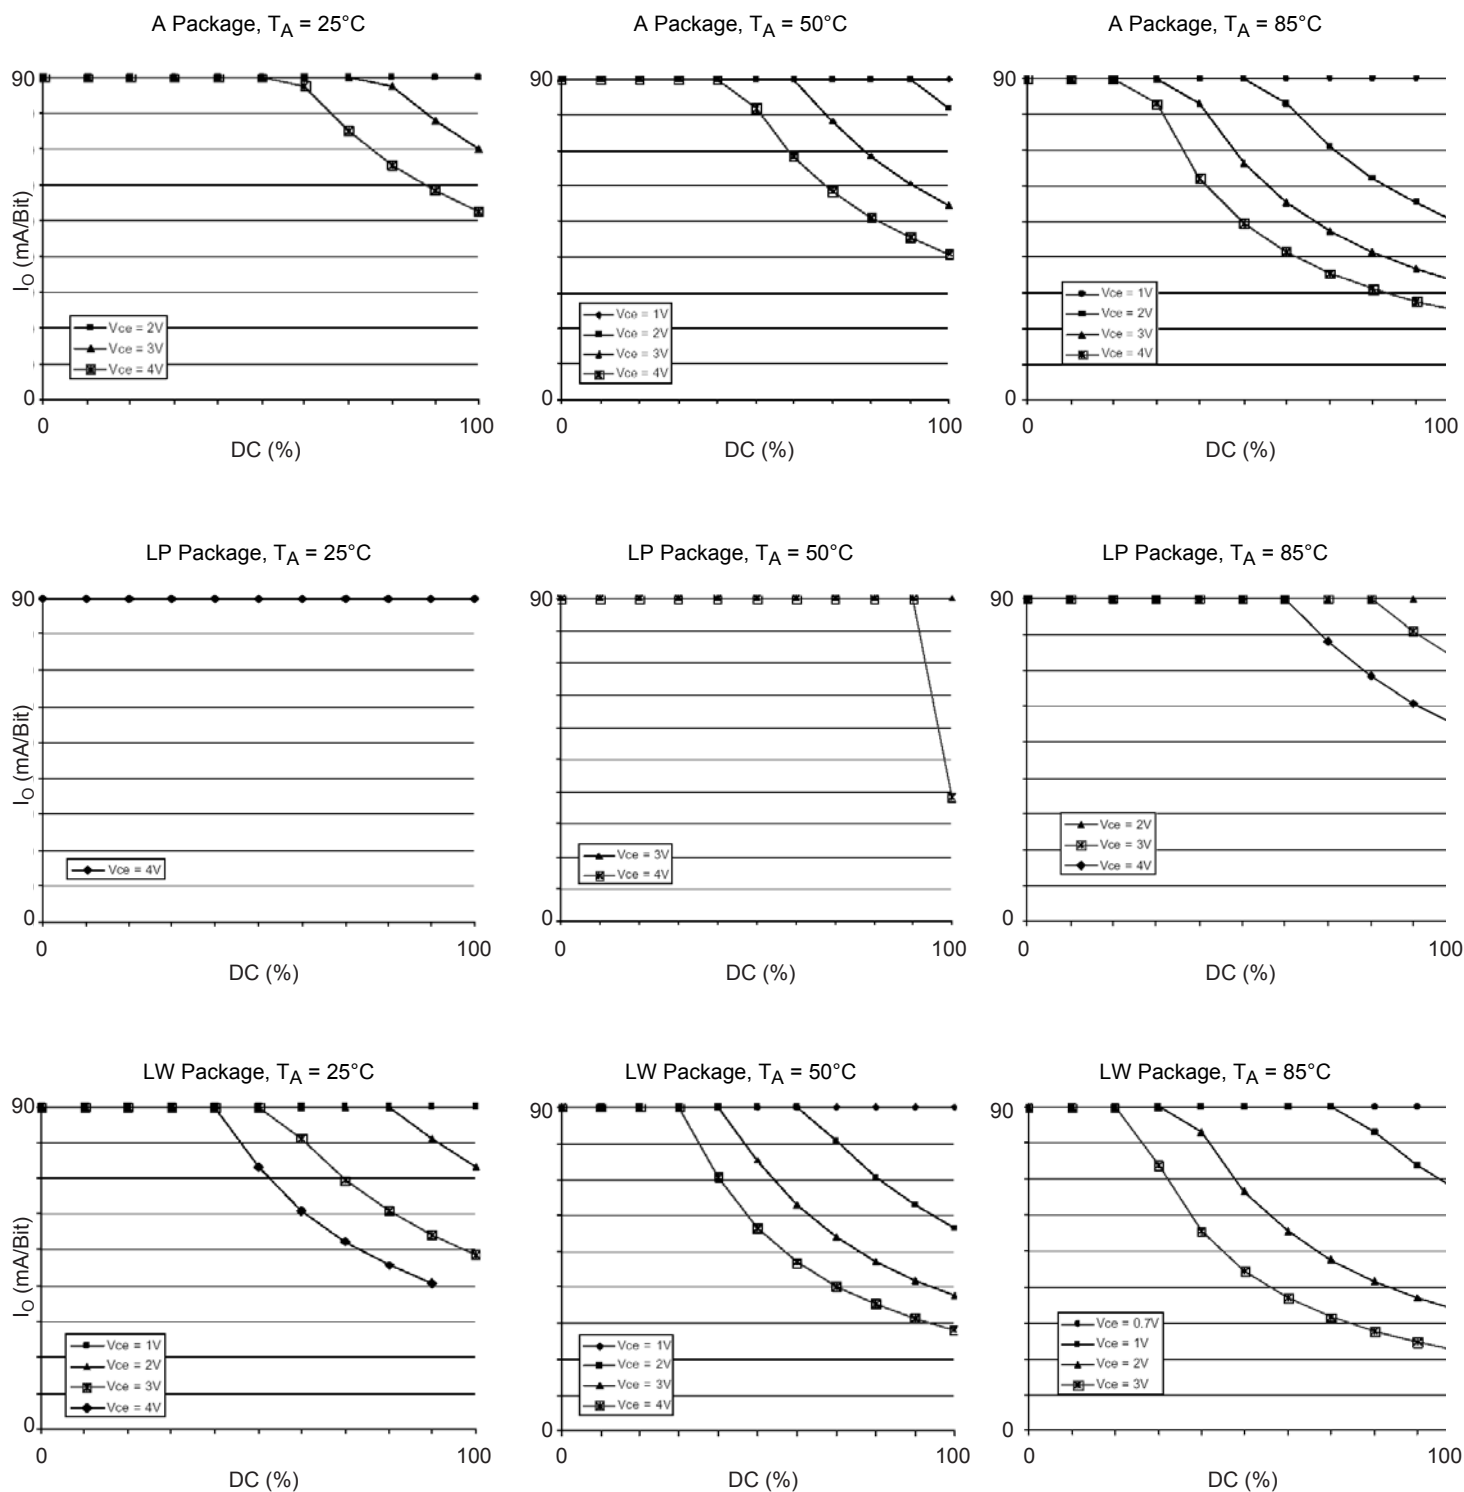 A Package, TA = 25°C
90
IO (mA/Bit)
Vce = 2V
Vce = 3V
Vce = 4V
0
0
100
DC (%)
A Package, TA = 50°C
90
Vce = 1V
Vce = 2V
Vce = 3V
Vce = 4V
0
0
100
DC (%)
A Package, TA = 85°C
90
Vce = 1V
Vce = 2V
Vce = 3V
Vce = 4V
0
0
100
DC (%)
LP Package, TA = 25°C
90
IO (mA/Bit)
Vce = 4V
0
0
100
DC (%)
LP Package, TA = 50°C
90
Vce = 3V
Vce = 4V
0
0
100
DC (%)
LP Package, TA = 85°C
90
Vce = 2V
Vce = 3V
Vce = 4V
0
0
100
DC (%)
LW Package, TA = 25°C
90
IO (mA/Bit)
Vce = 1V
Vce = 2V
Vce = 3V
Vce = 4V
0
0
100
DC (%)
LW Package, TA = 50°C
90
Vce = 1V
Vce = 2V
Vce = 3V
Vce = 4V
0
0
100
DC (%)
LW Package, TA = 85°C
90
Vce = 0.7V
Vce = 1V
Vce = 2V
Vce = 3V
0
0
100
DC (%)